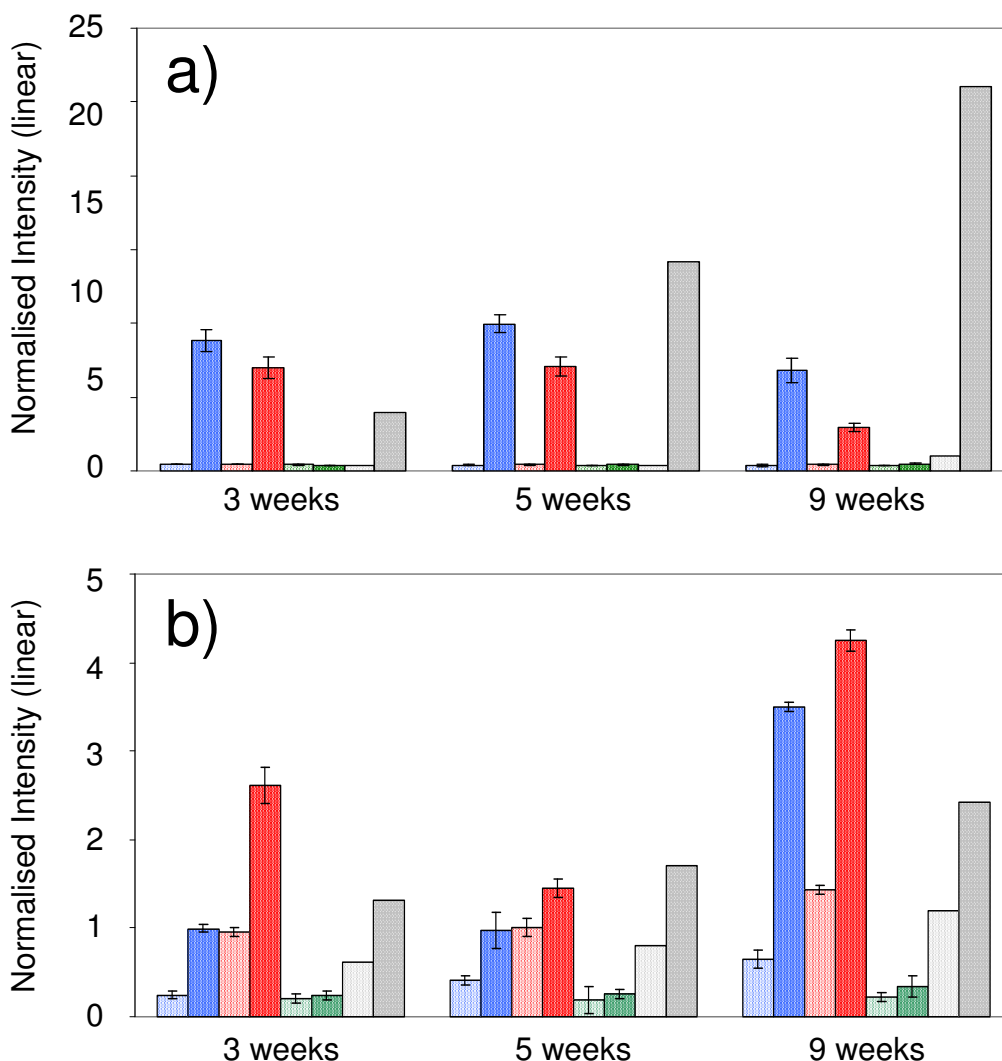 Normalised Intensity (linear)
25
20
15
10
5
0
a)
3 weeks 5 weeks 9 weeks
Normalised Intensity (linear)
5
4
3
2
1
0
b)
3 weeks 5 weeks 9 weeks